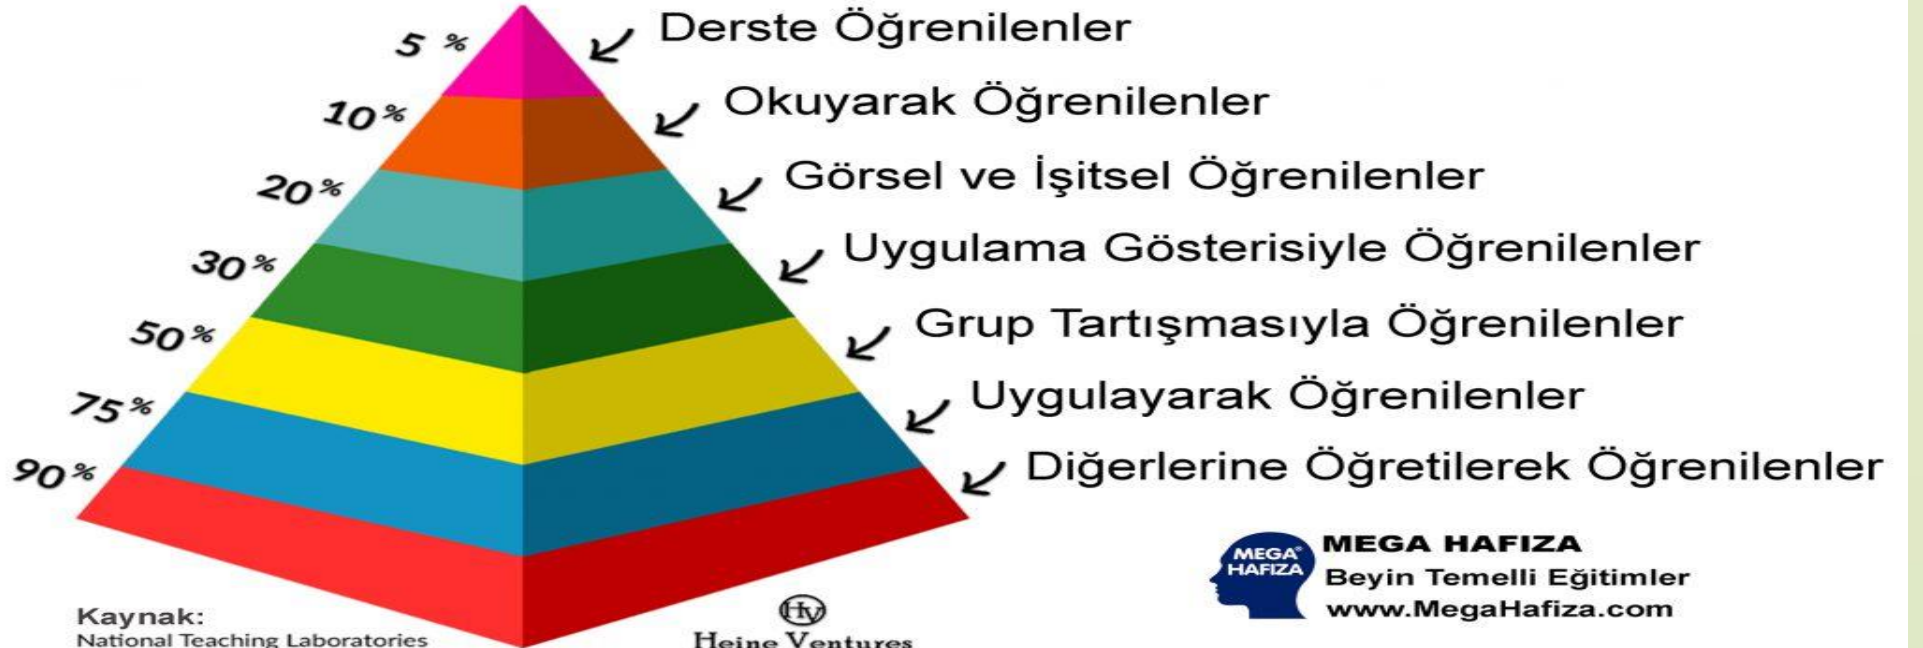 5 %
Derste Öğrenilenler
10%
Okuyarak Öğrenilenler
20%
Görsel ve İşitsel Öğrenilenler
30%
Uygulama Gösterisiyle Öğrenilenler
50%
Grup Tartışmasıyla Öğrenilenler
75%
Uygulayarak Öğrenilenler
90%
Diğerlerine Öğretilerek Öğrenilenler
MEGA®
HAFIZA
MEGA HAFIZA
Beyin Temelli Eğitimler
www.MegaHafiza.com
Kaynak:
National Teaching Laboratories
HV
Heine Ventures